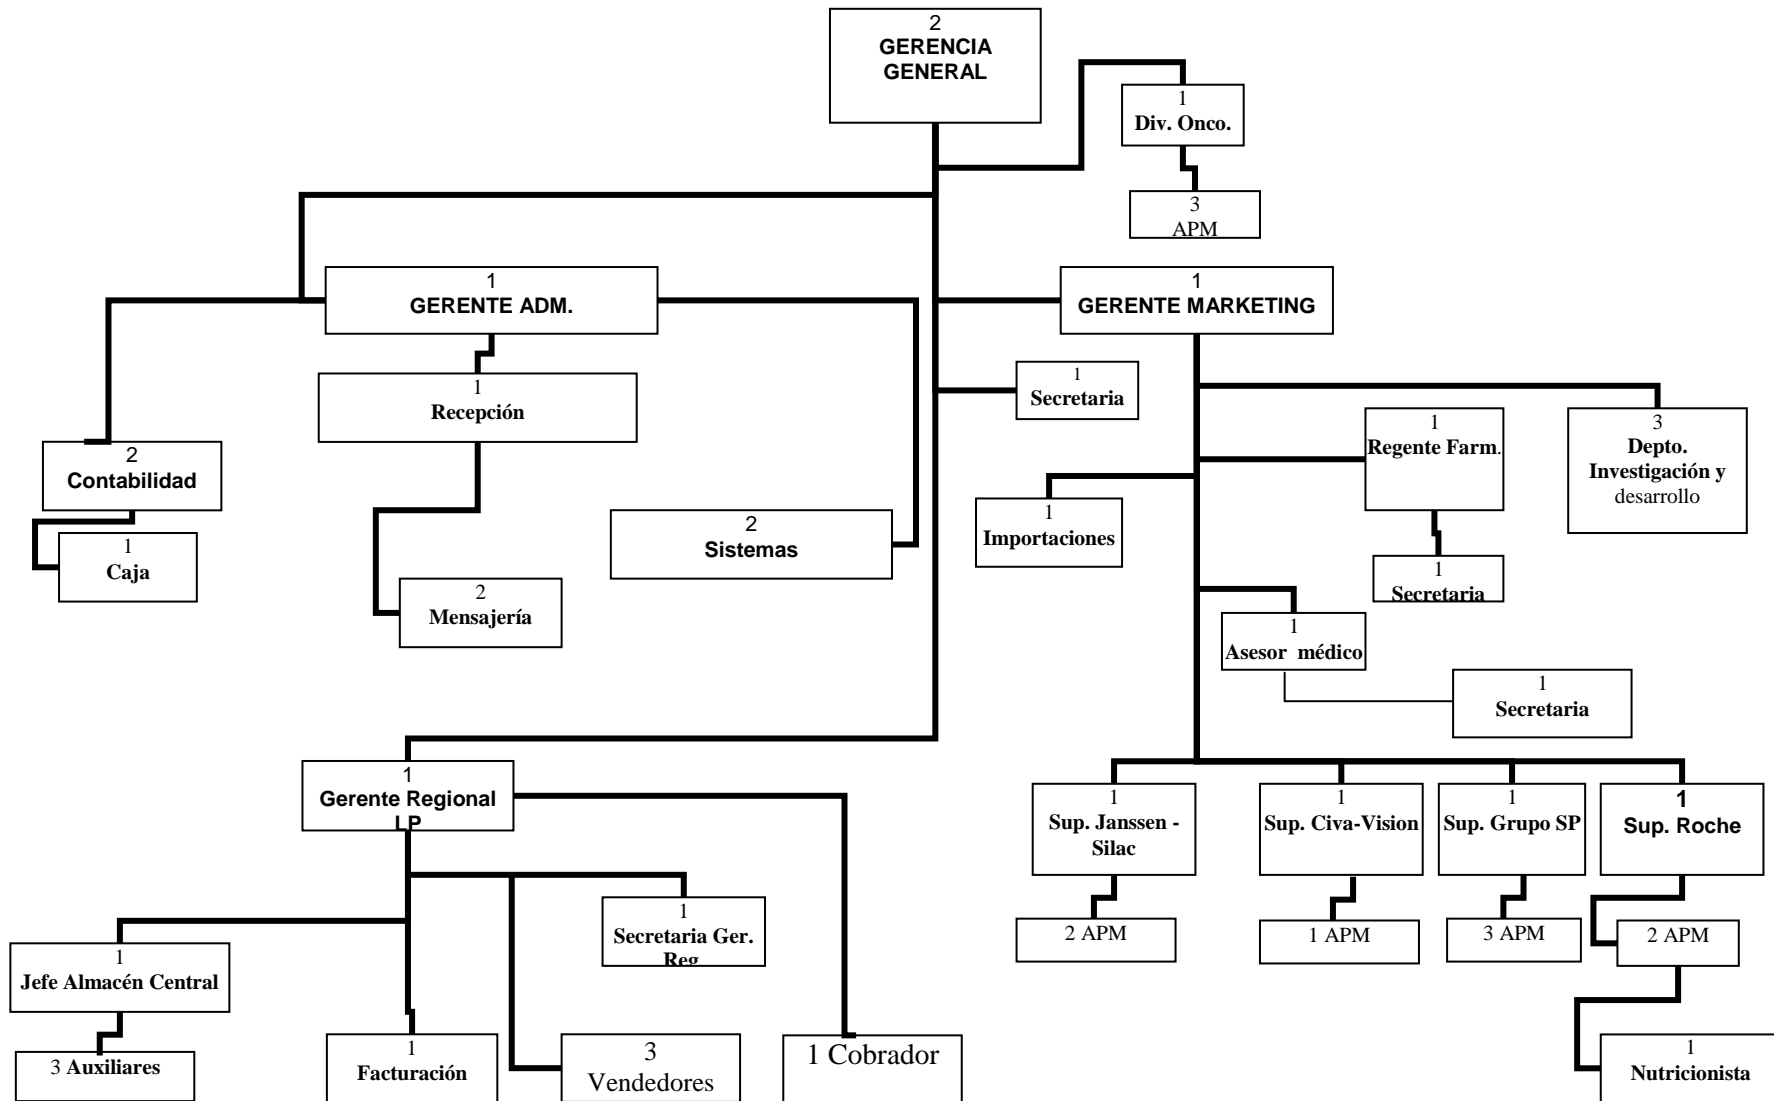 2
GERENCIA
GENERAL
1
Div. Onco.
3
APM
1
GERENTE ADM.
1
GERENTE MARKETING
1
Recepción
1
Secretaria
1
Regente Farm.
3
Depto.
Investigación y
desarrollo
2
Contabilidad
1
Caja
2
Sistemas
1
Importaciones
1
Secretaria
2
Mensajería
1
Asesor médico
1
Secretaria
1
Gerente Regional
LP
1
Sup. Janssen -
Silac
1
Sup. Civa-Vision
1
Sup. Grupo SP
1
Sup. Roche
1
Secretaria Ger.
Reg
2 APM
1 APM
3 APM
2 APM
1
Jefe Almacén Central
3 Auxiliares
1
Facturación
3
Vendedores
1 Cobrador
1
Nutricionista